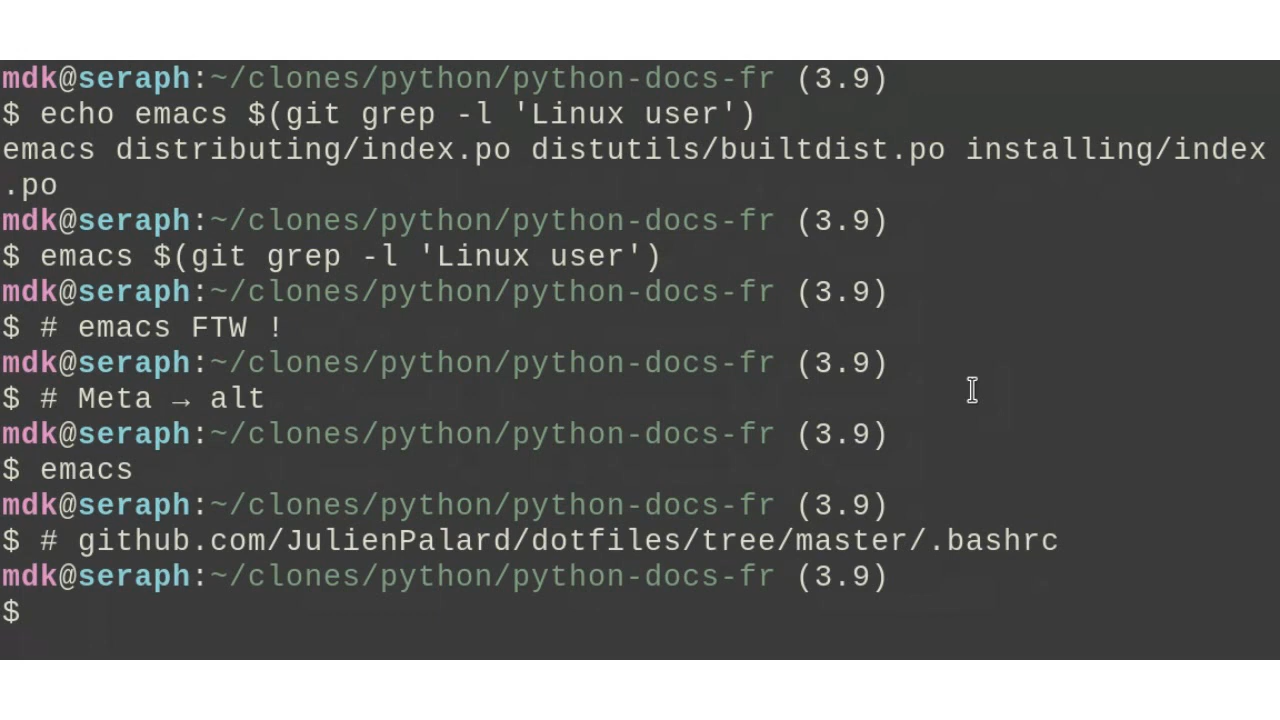 mdk@seraph:~/clones/python/python-docs-fr (3.9)
$ echo emacs $(git grep -l 'Linux user')
emacs distributing/index.po distutils/builtdist.po installing/index
.po
mdk@seraph:~/clones/python/python-docs-fr (3.9)
$ emacs $(git grep -l 'Linux user')
mdk@seraph:~/clones/python/python-docs-fr (3.9)
$ # emacs FTW !
mdk@seraph:~/clones/python/python-docs-fr (3.9)
$ # Meta → alt
mdk@seraph:~/clones/python/python-docs-fr (3.9)
$ emacs
mdk@seraph:~/clones/python/python-docs-fr (3.9)
$ # github.com/JulienPalard/dotfiles/tree/master/.bashrc
mdk@seraph:~/clones/python/python-docs-fr (3.9)
$